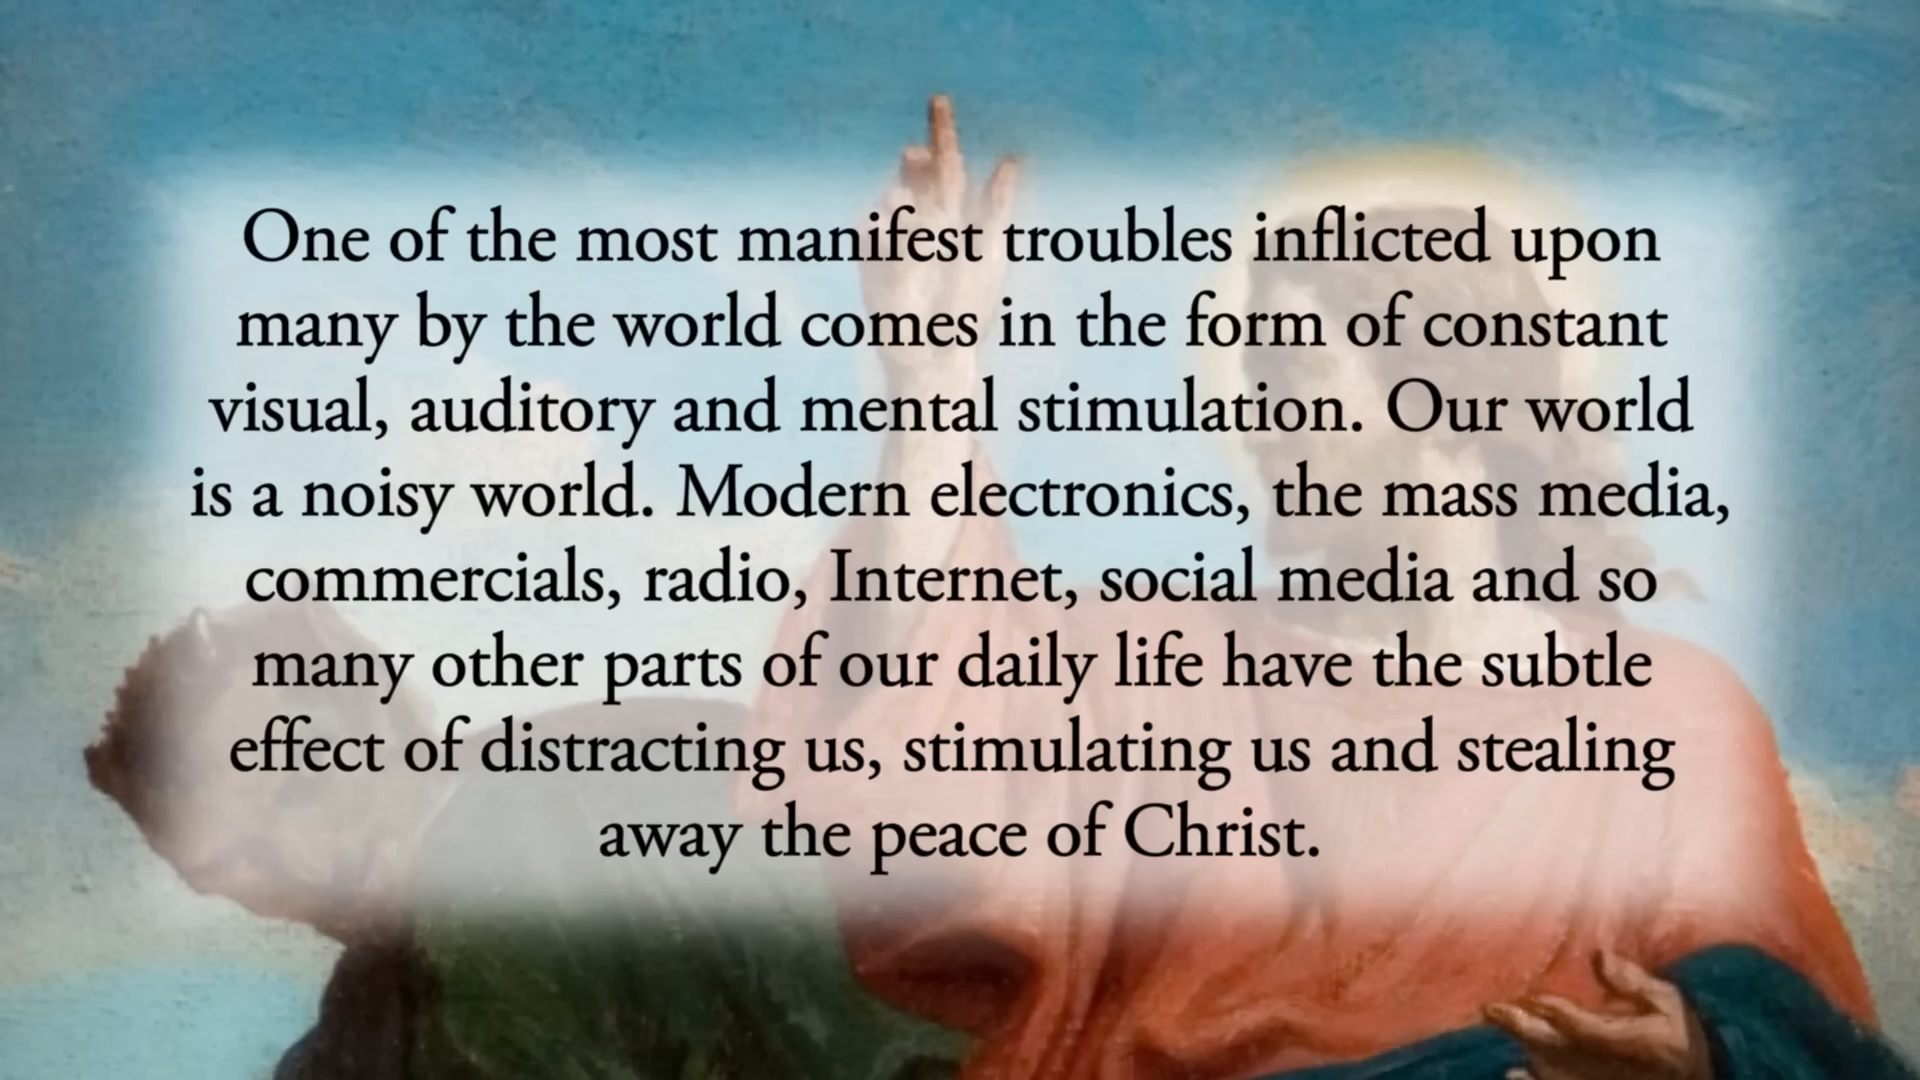 One of the most manifest troubles inflicted upon
many by the world comes in the form of constant
visual, auditory and mental stimulation. Our world
is a noisy world. Modern electronics, the mass media,
commercials, radio, Internet, social media and so
many other parts of our daily life have the subtle
effect of distracting us, stimulating us and stealing
away the peace of Christ.